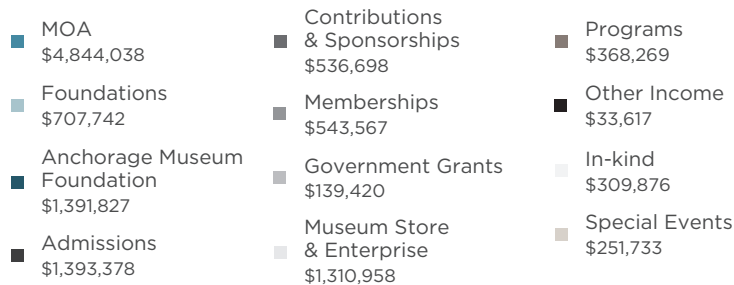 MOA
$4,844,038
Foundations
$707,742
Anchorage Museum
Foundation
$1,391,827
Admissions
$1,393,378
Contributions
& Sponsorships
$536,698
Memberships
$543,567
Government Grants
$139,420
Museum Store
& Enterprise
$1,310,958
Programs
$368,269
Other Income
$33,617
In-kind
$309,876
Special Events
$251,733